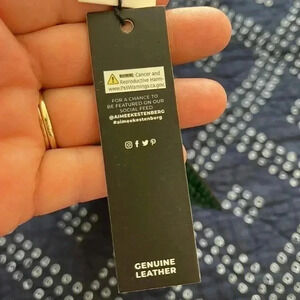 WARNING: Cancer and
Reproductive Harm-
www.P65Warnings.ca.gov
FOR A CHANCE TO
BE FEATURED ON OUR
SOCIAL FEED
@AIMEEKESTENBERG
#aimeekestenberg
GENUINE
LEATHER